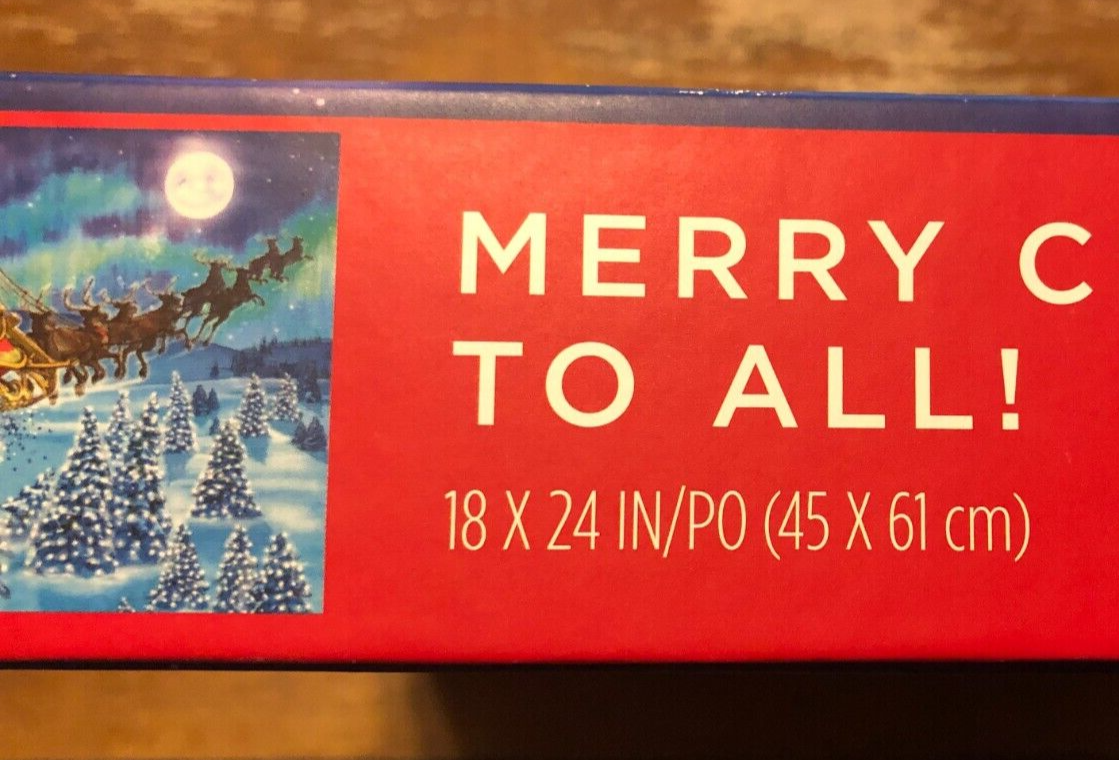 MERRY C
TO ALL!
18 X 24 IN/PO (45 X 61 cm)